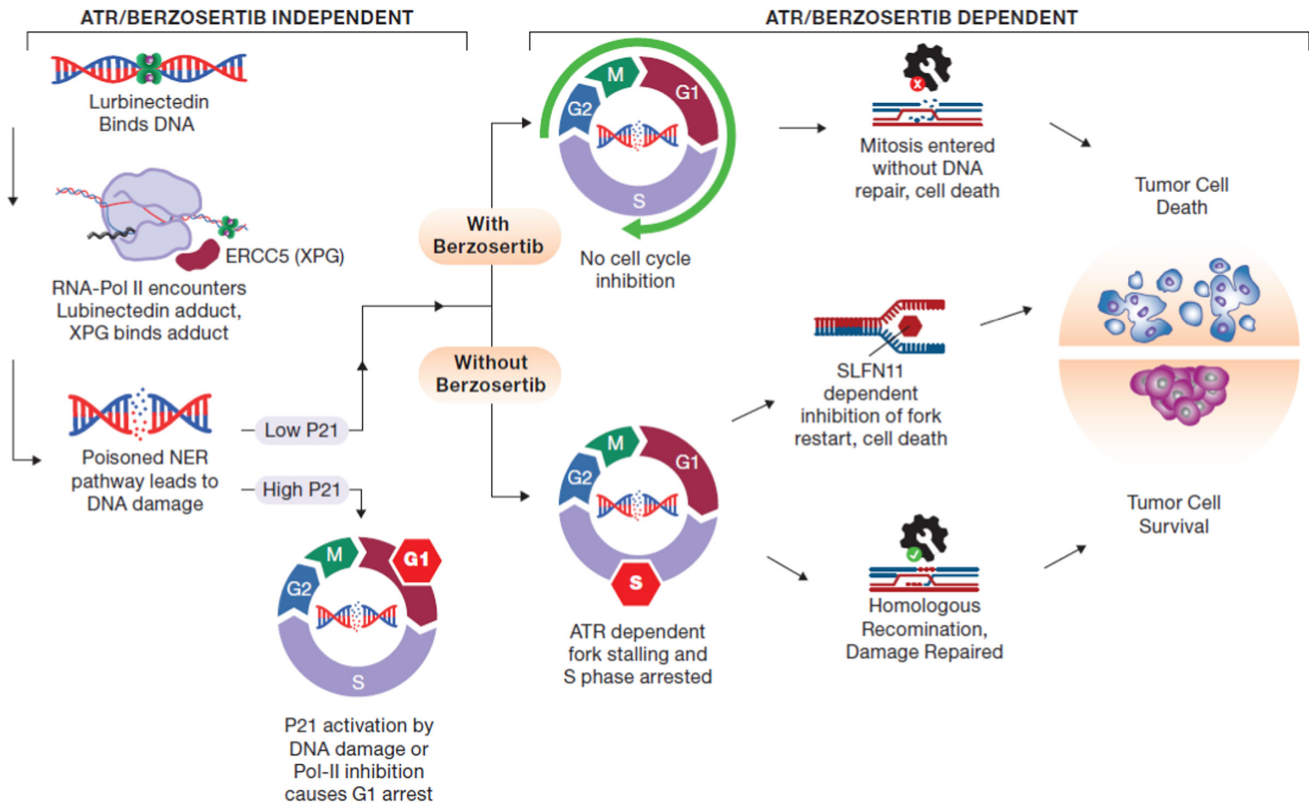 ATR/BERZOSERTIB INDEPENDENT
Lurbinectedin
Binds DNA
ERCC5 (XPG)
RNA-Pol II encounters
Lubinectedin adduct,
XPG binds adduct
Poisoned NER
pathway leads to
DNA damage
Low P21
High P21
M
G1
G2
S
P21 activation by
DNA damage or
Pol-II inhibition
causes G1 arrest
ATR/BERZOSERTIB DEPENDENT
With
Berzosertib
Without
Berzosertib
M
G1
G2
S
No cell cycle
inhibition
M
G1
G2
S
ATR dependent
fork stalling and
S phase arrested
Mitosis entered
without DNA
repair, cell death
SLFN11
dependent
inhibition of fork
restart, cell death
Homologous
Recomination,
Damage Repaired
Tumor Cell
Death
Tumor Cell
Survival